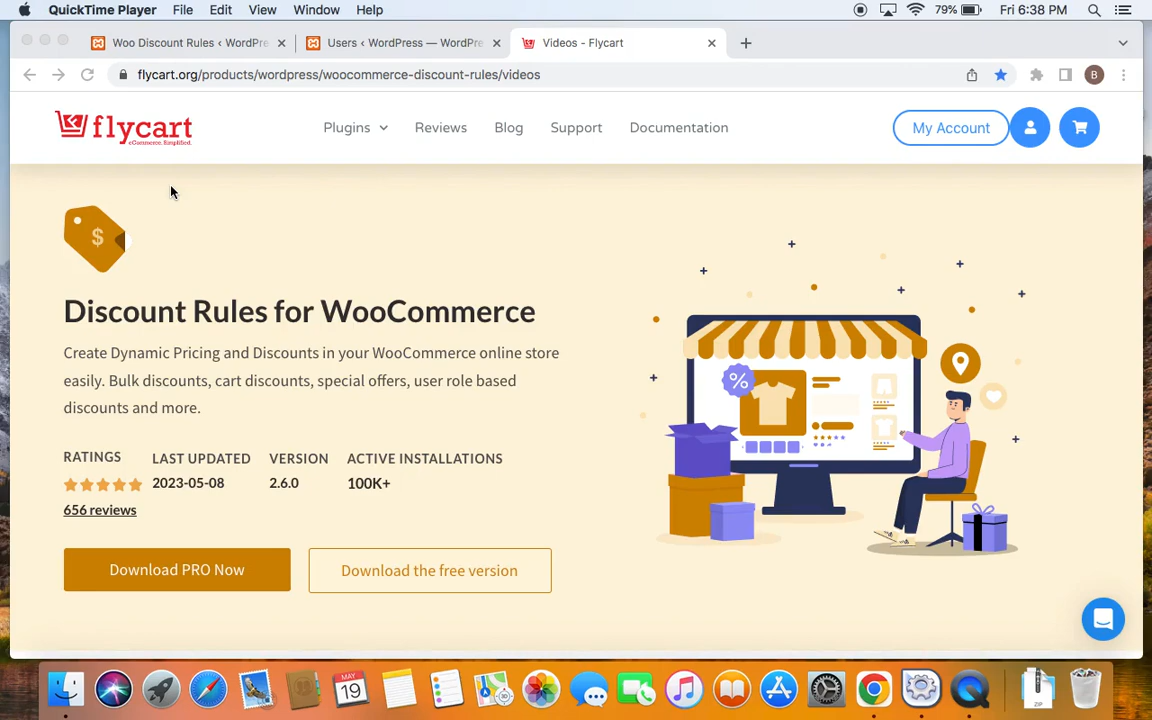 QuickTime Player File Edit View Window Help 79% Fri 6:38 PM
Woo Discount Rules ‹ WordPre Users ‹ WordPress — WordPre Videos - Flycart
flycart.org/products/wordpress/woocommerce-discount-rules/videos B
flycart Plugins Reviews Blog Support Documentation My Account
eCommerce. Simplified.
$
Discount Rules for WooCommerce
Create Dynamic Pricing and Discounts in your WooCommerce online store
easily. Bulk discounts, cart discounts, special offers, user role based
discounts and more.
%
RATINGS LAST UPDATED VERSION ACTIVE INSTALLATIONS
2023-05-08 2.6.0 100K+
656 reviews
Download PRO Now Download the free version
MAY
19
ZIP